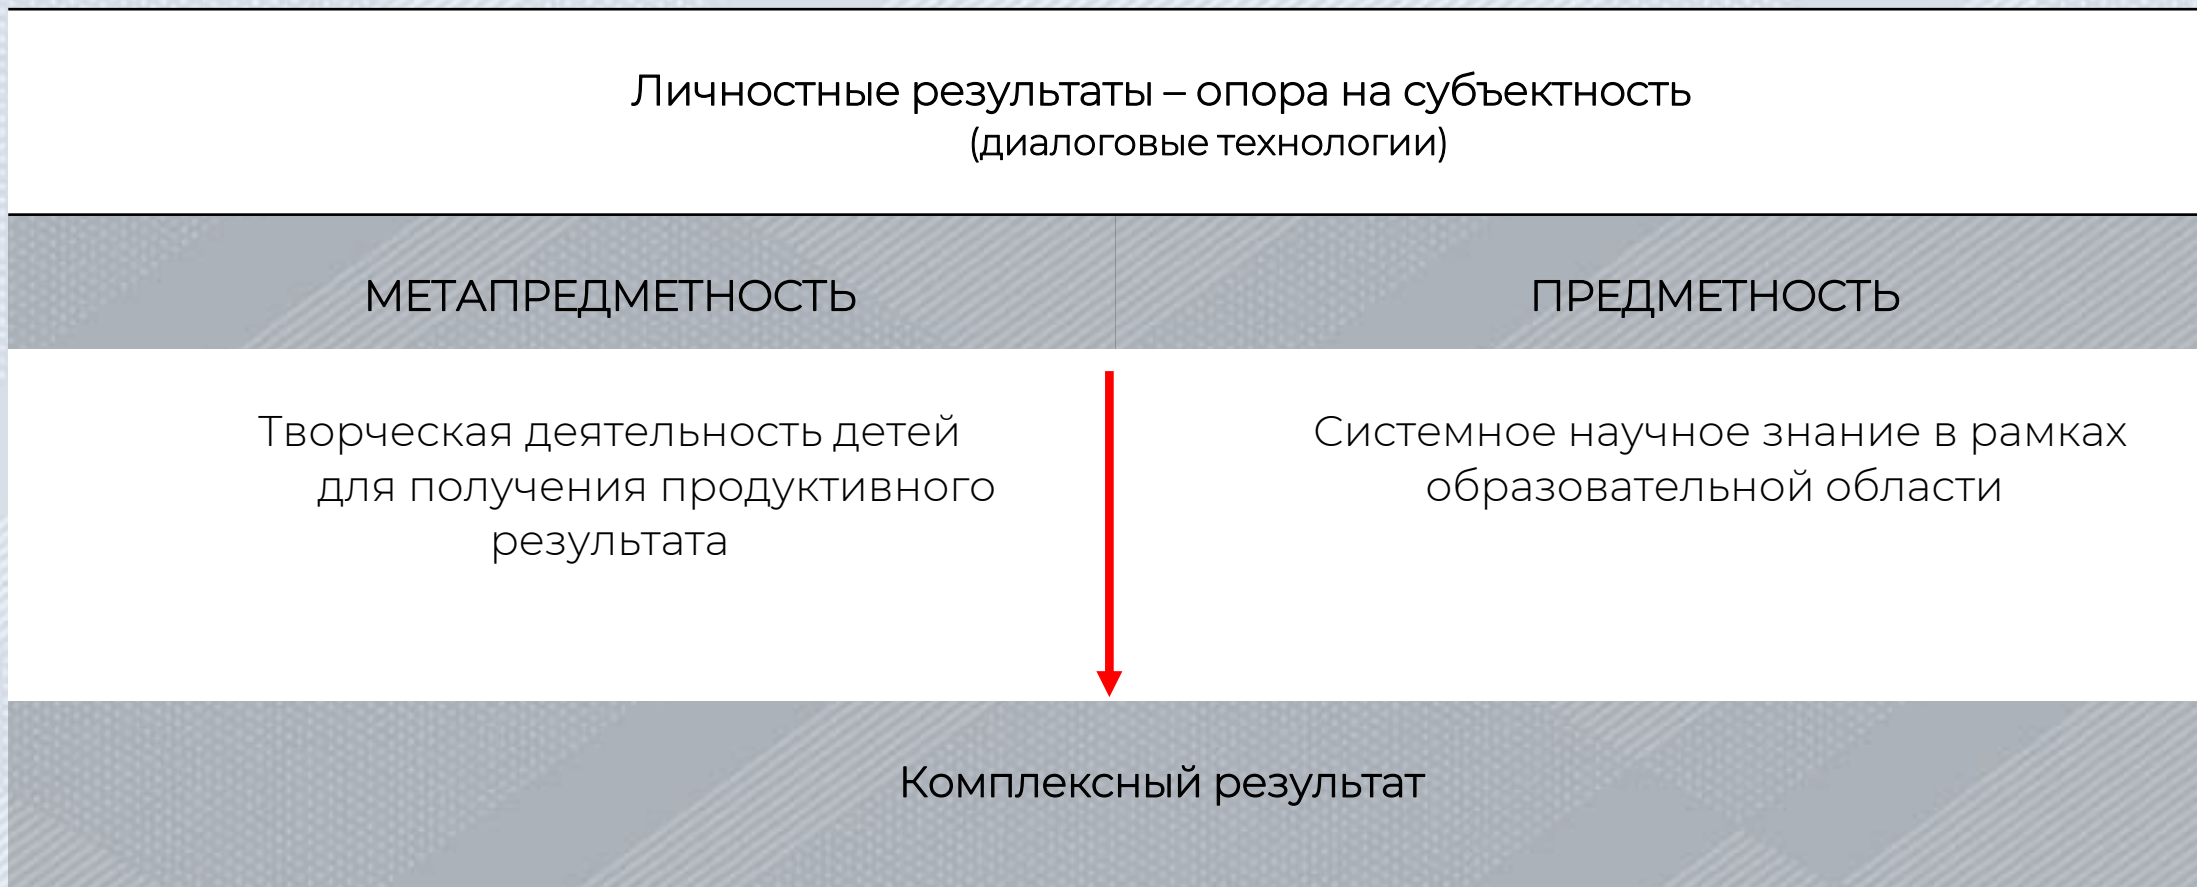 Личностные результаты – опора на субъектность
(диалоговые технологии)
МЕТАПРЕДМЕТНОСТЬ
ПРЕДМЕТНОСТЬ
Творческая деятельность детей
для получения продуктивного
результата
Системное научное знание в рамках
образовательной области
Комплексный результат